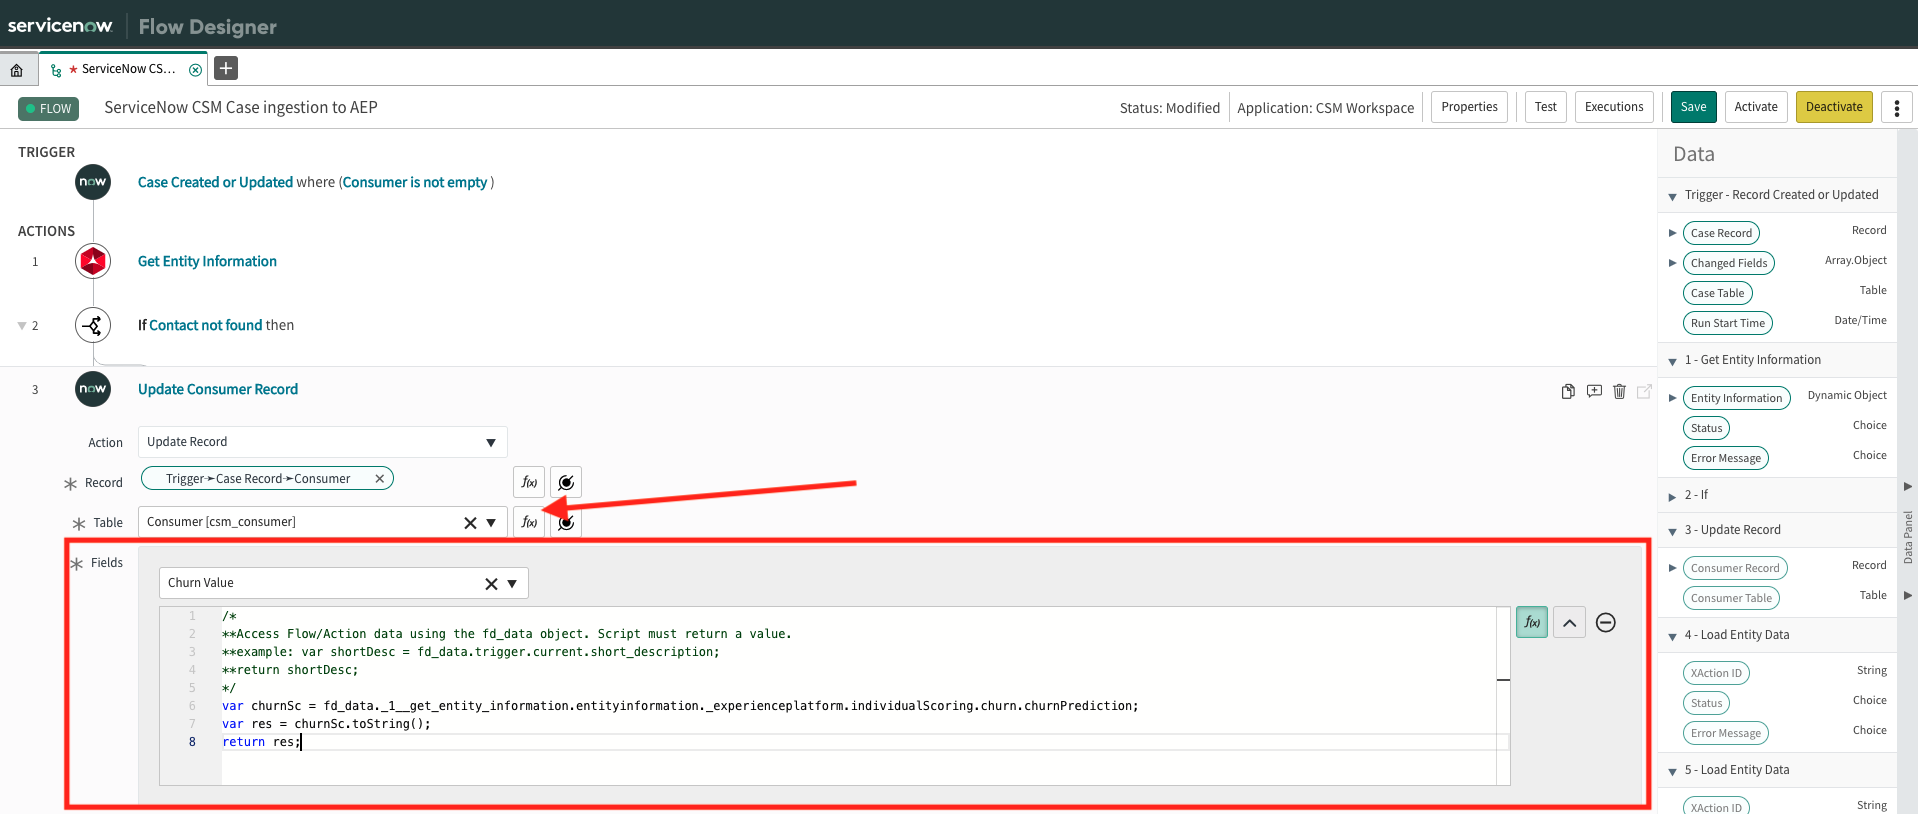 servicenow Flow Designer
ServiceNow CS...
FLOW ServiceNow CSM Case ingestion to AEP Status: Modified Application: CSM Workspace Properties Test Executions Save Activate Deactivate
TRIGGER
now Case Created or Updated where (Consumer is not empty )
ACTIONS
1 Get Entity Information
2 If Contact not found then
3 now Update Consumer Record
Action Update Record
Record Trigger➛Case Record➛Consumer f(x)
Table Consumer [csm_consumer] f(x)
Fields
Churn Value
f(x)
1 /*
2 **Access Flow/Action data using the fd_data object. Script must return a value.
3 **example: var shortDesc = fd_data.trigger.current.short_description;
4 **return shortDesc;
5 */
6 var churnSc = fd_data._1__get_entity_information.entityinformation._experienceplatform.individualScoring.churn.churnPrediction;
7 var res = churnSc.toString();
8 return res;
Data
Trigger - Record Created or Updated
Case Record Record
Changed Fields Array.Object
Case Table Table
Run Start Time Date/Time
1 - Get Entity Information
Entity Information Dynamic Object
Status Choice
Error Message Choice
2 - If
3 - Update Record
Consumer Record Record
Consumer Table Table
4 - Load Entity Data
XAction ID String
Status Choice
Error Message Choice
5 - Load Entity Data
XAction ID String
Data Panel